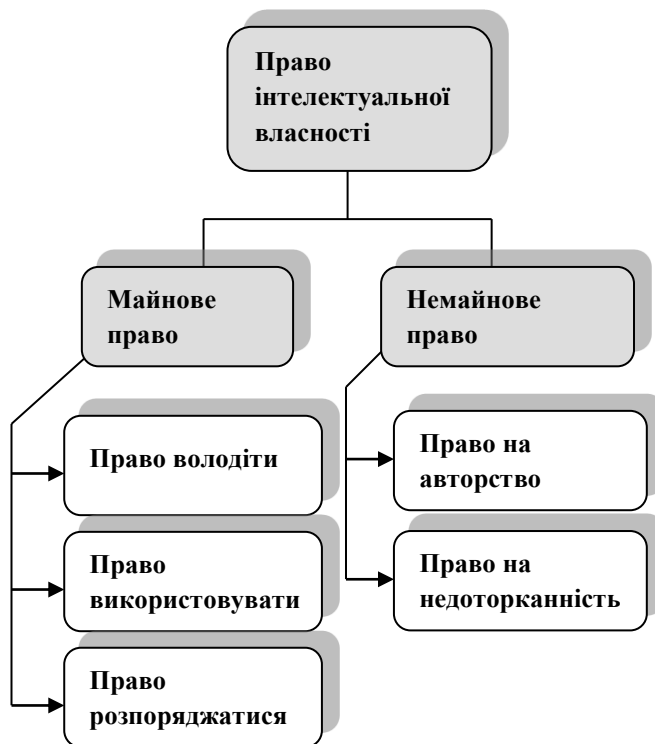 Право
інтелектуальної
власності
Майнове
право
Немайнове
право
Право володіти
Право
використовувати
Право
розпоряджатися
Право на
авторство
Право на
недоторканність